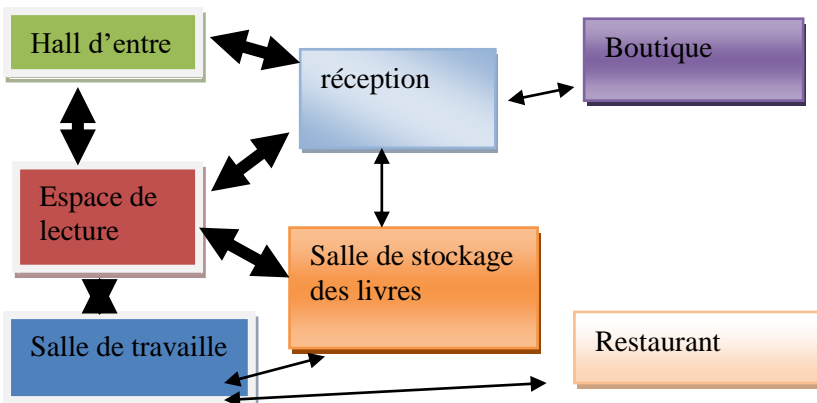 Hall d’entre
réception
Boutique
Espace de
lecture
Salle de stockage
des livres
Salle de travaille
Restaurant